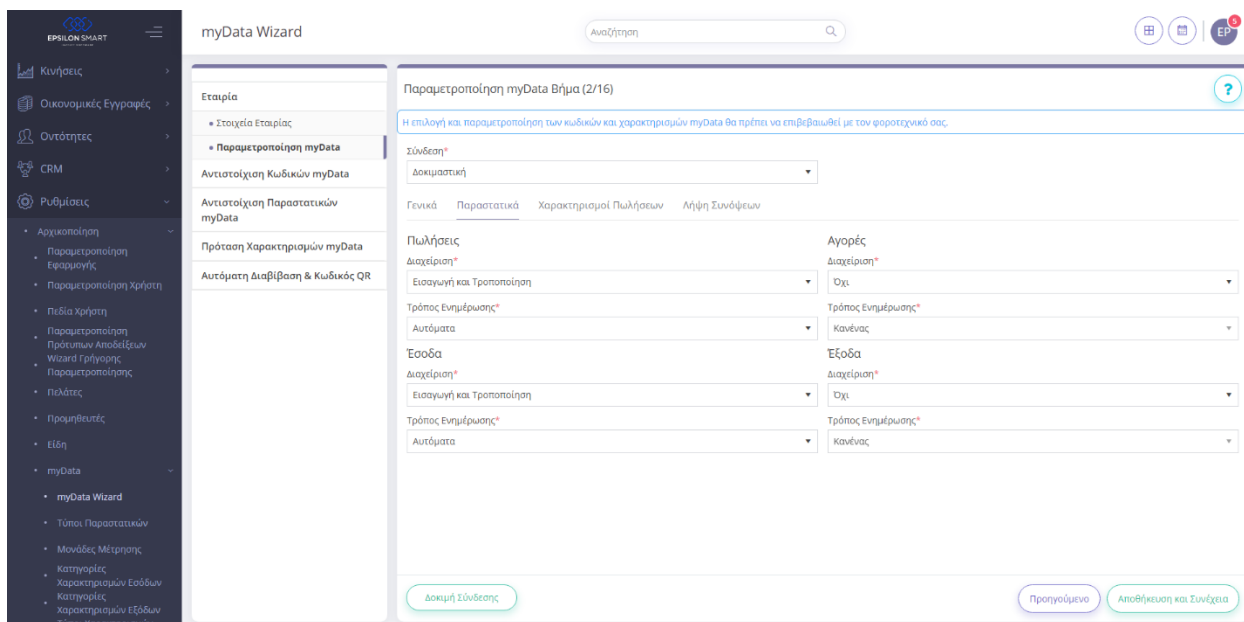 EPSILON SMART
myData Wizard
Αναζήτηση
EP
5
Κινήσεις
Οικονομικές Εγγραφές
Οντότητες
CRM
Ρυθμίσεις
Αρχικοποίηση
Παραμετροποίηση
Εφαρμογής
Παραμετροποίηση Χρήστη
Πεδία Χρήστη
Παραμετροποίηση
Πρότυπων Αποδείξεων
Wizard Γρήγορης
Παραμετροποίησης
Πελάτες
Προμηθευτές
Είδη
myData
myData Wizard
Τύποι Παραστατικών
Μονάδες Μέτρησης
Κατηγορίες
Χαρακτηρισμών Εσόδων
Κατηγορίες
Χαρακτηρισμών Εξόδων
Εταιρία
Στοιχεία Εταιρίας
Παραμετροποίηση myData
Αντιστοίχιση Κωδικών myData
Αντιστοίχιση Παραστατικών
myData
Πρόταση Χαρακτηρισμών myData
Αυτόματη Διαβίβαση & Κωδικός QR
Παραμετροποίηση myData Βήμα (2/16)
?
Η επιλογή και παραμετροποίηση των κωδικών και χαρακτηρισμών myData θα πρέπει να επιβεβαιωθεί με τον φοροτεχνικό σας.
Σύνδεση*
Δοκιμαστική
Γενικά Παραστατικά Χαρακτηρισμοί Πωλήσεων Λήψη Συνόψεων
Πωλήσεις
Διαχείριση*
Εισαγωγή και Τροποποίηση
Τρόπος Ενημέρωσης*
Αυτόματα
Έσοδα
Διαχείριση*
Εισαγωγή και Τροποποίηση
Τρόπος Ενημέρωσης*
Αυτόματα
Αγορές
Διαχείριση*
Όχι
Τρόπος Ενημέρωσης*
Κανένας
Έξοδα
Διαχείριση*
Όχι
Τρόπος Ενημέρωσης*
Κανένας
Δοκιμή Σύνδεσης
Προηγούμενο
Αποθήκευση και Συνέχεια